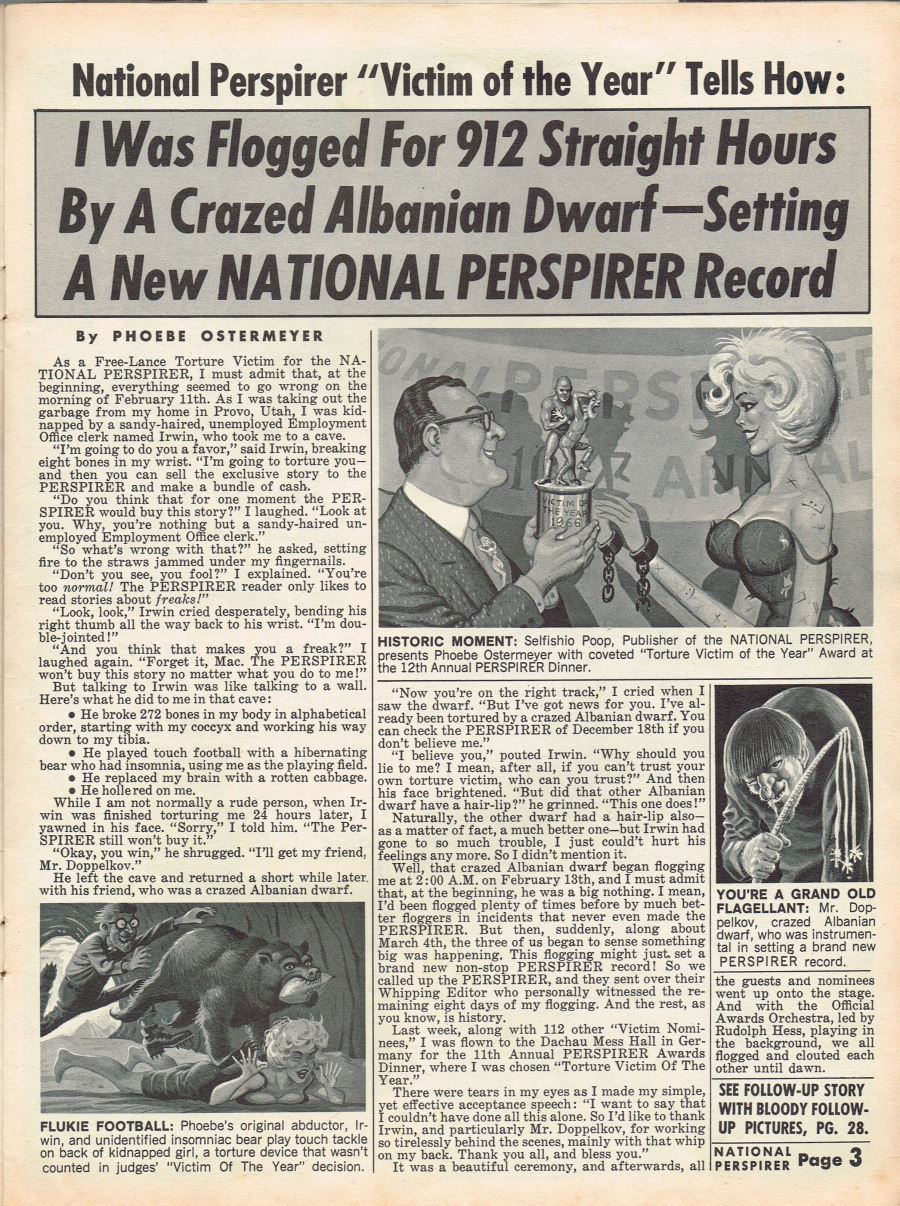 National Perspirer "Victim of the Year" Tells How:
I Was Flogged For 912 Straight Hours
By A Crazed Albanian Dwarf—Setting
A New NATIONAL PERSPIRER Record
By PHOEBE OSTERMEYER
As a Free-Lance Torture Victim for the NA-
TIONAL PERSPIRER, I must admit that, at the
beginning, everything seemed to go wrong on the
morning of February 11th. As I was taking out the
garbage from my home in Provo, Utah, I was kid-
napped by a sandy-haired, unemployed Employment
Office clerk named Irwin, who took me to a cave.
"I'm going to do you a favor," said Irwin, breaking
eight bones in my wrist. "I'm going to torture you—
and then you can sell the exclusive story to the
PERSPIRER and make a bundle of cash.
"Do you think that for one moment the PER-
SPIRER would buy this story?" I laughed. "Look at
you. Why, you're nothing but a sandy-haired un-
employed Employment Office clerk."
"So what's wrong with that?" he asked, setting
fire to the straws jammed under my fingernails.
"Don't you see, you fool?" I explained. "You're
too normal! The PERSPIRER reader only likes to
read stories about freaks!"
"Look, look," Irwin cried desperately, bending his
right thumb all the way back to his wrist. "I'm dou-
ble-jointed!"
"And you think that makes you a freak?" I
laughed again. "Forget it, Mac. The PERSPIRER
won't buy this story no matter what you do to me!"
But talking to Irwin was like talking to a wall.
Here's what he did to me in that cave:
● He broke 272 bones in my body in alphabetical
order, starting with my coccyx and working his way
down to my tibia.
● He played touch football with a hibernating
bear who had insomnia, using me as the playing field.
● He replaced my brain with a rotten cabbage.
● He hollered on me.
While I am not normally a rude person, when Ir-
win was finished torturing me 24 hours later, I
yawned in his face. "Sorry," I told him. "The Per-
SPIRER still won't buy it."
"Okay, you win," he shrugged. "I'll get my friend,
Mr. Doppelkov."
He left the cave and returned a short while later
with his friend, who was a crazed Albanian dwarf.
FLUKIE FOOTBALL: Phoebe's original abductor, Ir-
win, and unidentified insomniac bear play touch tackle
on back of kidnapped girl, a torture device that wasn't
counted in judges' "Victim Of The Year" decision.
VICTIM OF
THE YEAR
1966
HISTORIC MOMENT: Selfishio Poop, Publisher of the NATIONAL PERSPIRER,
presents Phoebe Ostermeyer with coveted "Torture Victim of the Year" Award at
the 12th Annual PERSPIRER Dinner.
"Now you're on the right track," I cried when I
saw the dwarf. "But I've got news for you. I've al-
ready been tortured by a crazed Albanian dwarf. You
can check the PERSPIRER of December 18th if you
don't believe me."
"I believe you," pouted Irwin. "Why should you
lie to me? I mean, after all, if you can't trust your
own torture victim, who can you trust?" And then
his face brightened. "But did that other Albanian
dwarf have a hair-lip?" he grinned. "This one does!"
Naturally, the other dwarf had a hair-lip also—
as a matter of fact, a much better one—but Irwin had
gone to so much trouble, I just couldn't hurt his
feelings any more. So I didn't mention it.
Well, that crazed Albanian dwarf began flogging
me at 2:00 A.M. on February 13th, and I must admit
that, at the beginning, he was a big nothing. I mean,
I'd been flogged plenty of times before by much bet-
ter floggers in incidents that never even made the
PERSPIRER. But then, suddenly, along about
March 4th, the three of us began to sense something
big was happening. This flogging might just set a
brand new non-stop PERSPIRER record! So we
called up the PERSPIRER, and they sent over their
Whipping Editor who personally witnessed the re-
maining eight days of my flogging. And the rest, as
you know, is history.
Last week, along with 112 other "Victim Nomi-
nees," I was flown to the Dachau Mess Hall in Ger-
many for the 11th Annual PERSPIRER Awards
Dinner, where I was chosen "Torture Victim Of The
Year."
There were tears in my eyes as I made my simple,
yet effective acceptance speech: "I want to say that
I couldn't have done all this alone. So I'd like to thank
Irwin, and particularly Mr. Doppelkov, for working
so tirelessly behind the scenes, mainly with that whip
on my back. Thank you all, and bless you."
It was a beautiful ceremony, and afterwards, all
YOU'RE A GRAND OLD
FLAGELLANT: Mr. Dop-
pelkov, crazed Albanian
dwarf, who was instrumen-
tal in setting a brand new
PERSPIRER record.
the guests and nominees
went up onto the stage.
And with the Official
Awards Orchestra, led by
Rudolph Hess, playing in
the background, we all
flogged and clouted each
other until dawn.
SEE FOLLOW-UP STORY
WITH BLOODY FOLLOW-
UP PICTURES, PG. 28.
NATIONAL
PERSPIRER Page 3